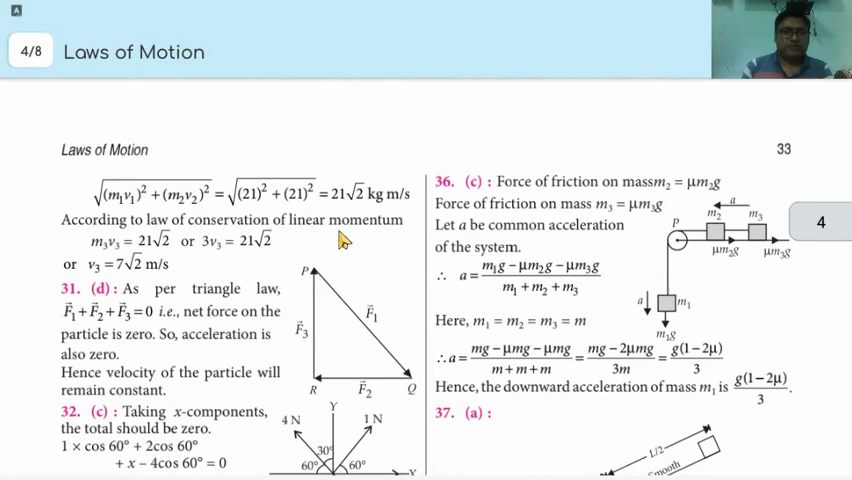 A
4/8 Laws of Motion
Laws of Motion
33
√(m₁v₁)² + (m₂v₂)² = √(21)² + (21)² = 21√2 kg m/s
According to law of conservation of linear momentum
m₃v₃ = 21√2 or 3v₃ = 21√2
or v₃ = 7√2 m/s
31. (d) : As per triangle law,
F⃗₁ + F⃗₂ + F⃗₃ = 0 i.e., net force on the
particle is zero. So, acceleration is
also zero.
Hence velocity of the particle will
remain constant.
P
F⃗₁
F⃗₃
R
F⃗₂
Q
32. (c) : Taking x-components,
the total should be zero.
1 × cos 60° + 2cos 60°
+ x – 4cos 60° = 0
Y
4 N
1 N
30°
60°
60°
X
36. (c) : Force of friction on massm₂ = μm₂g
Force of friction on mass m₃ = μm₃g
Let a be common acceleration
of the system.
∴ a = (m₁g – μm₂g – μm₃g)/(m₁ + m₂ + m₃)
Here, m₁ = m₂ = m₃ = m
a
m₂
m₃
P
μm₂g
μm₃g
a
m₁
m₁g
∴ a = (mg – μmg – μmg)/(m + m + m) = (mg – 2μmg)/3m = g(1 – 2μ)/3
Hence, the downward acceleration of mass m₁ is g(1 – 2μ)/3.
37. (a) :
L/2
Smooth
4